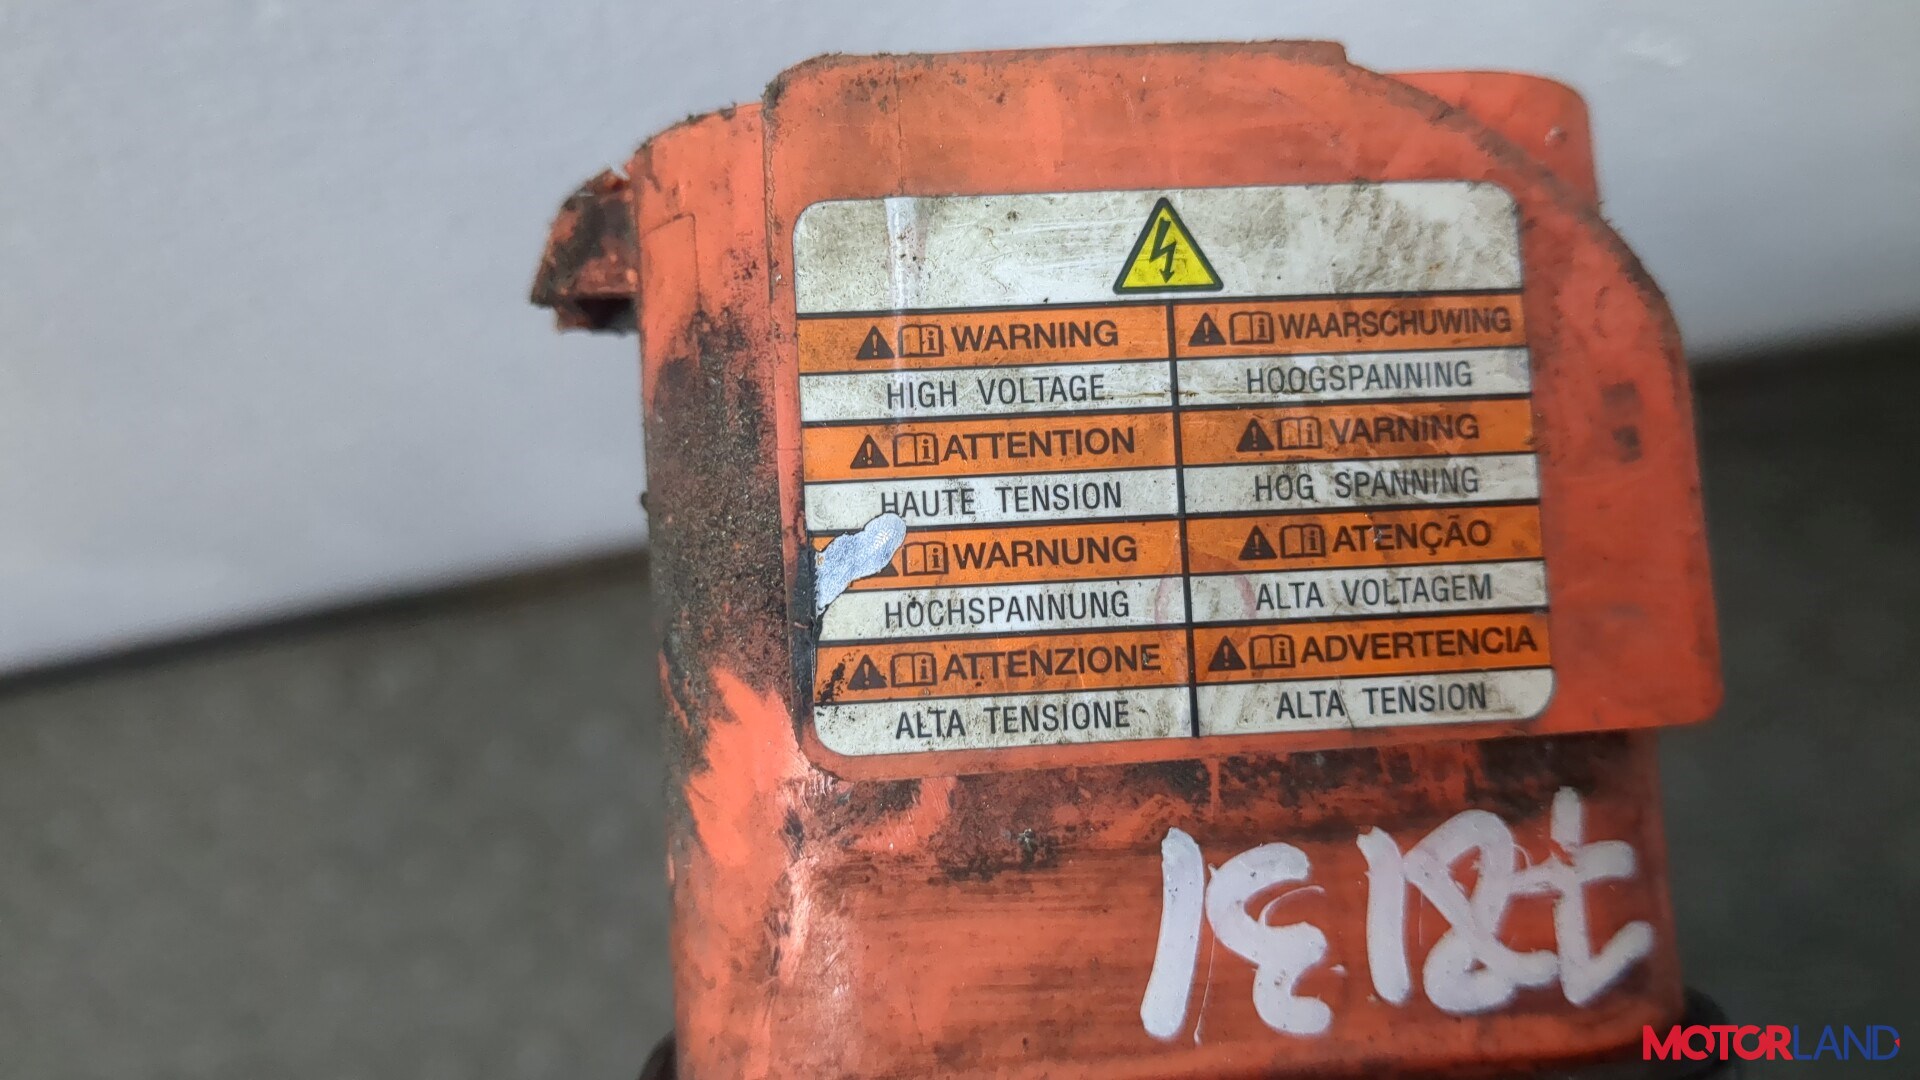 WARNING
HIGH VOLTAGE
ATTENTION
HAUTE TENSION
WARNUNG
HOCHSPANNUNG
ATTENZIONE
ALTA TENSIONE
WAARSCHUWING
HOOGSPANNING
VARNING
HOG SPANNING
ATENÇÃO
ALTA VOLTAGEM
ADVERTENCIA
ALTA TENSION
MOTORLAND